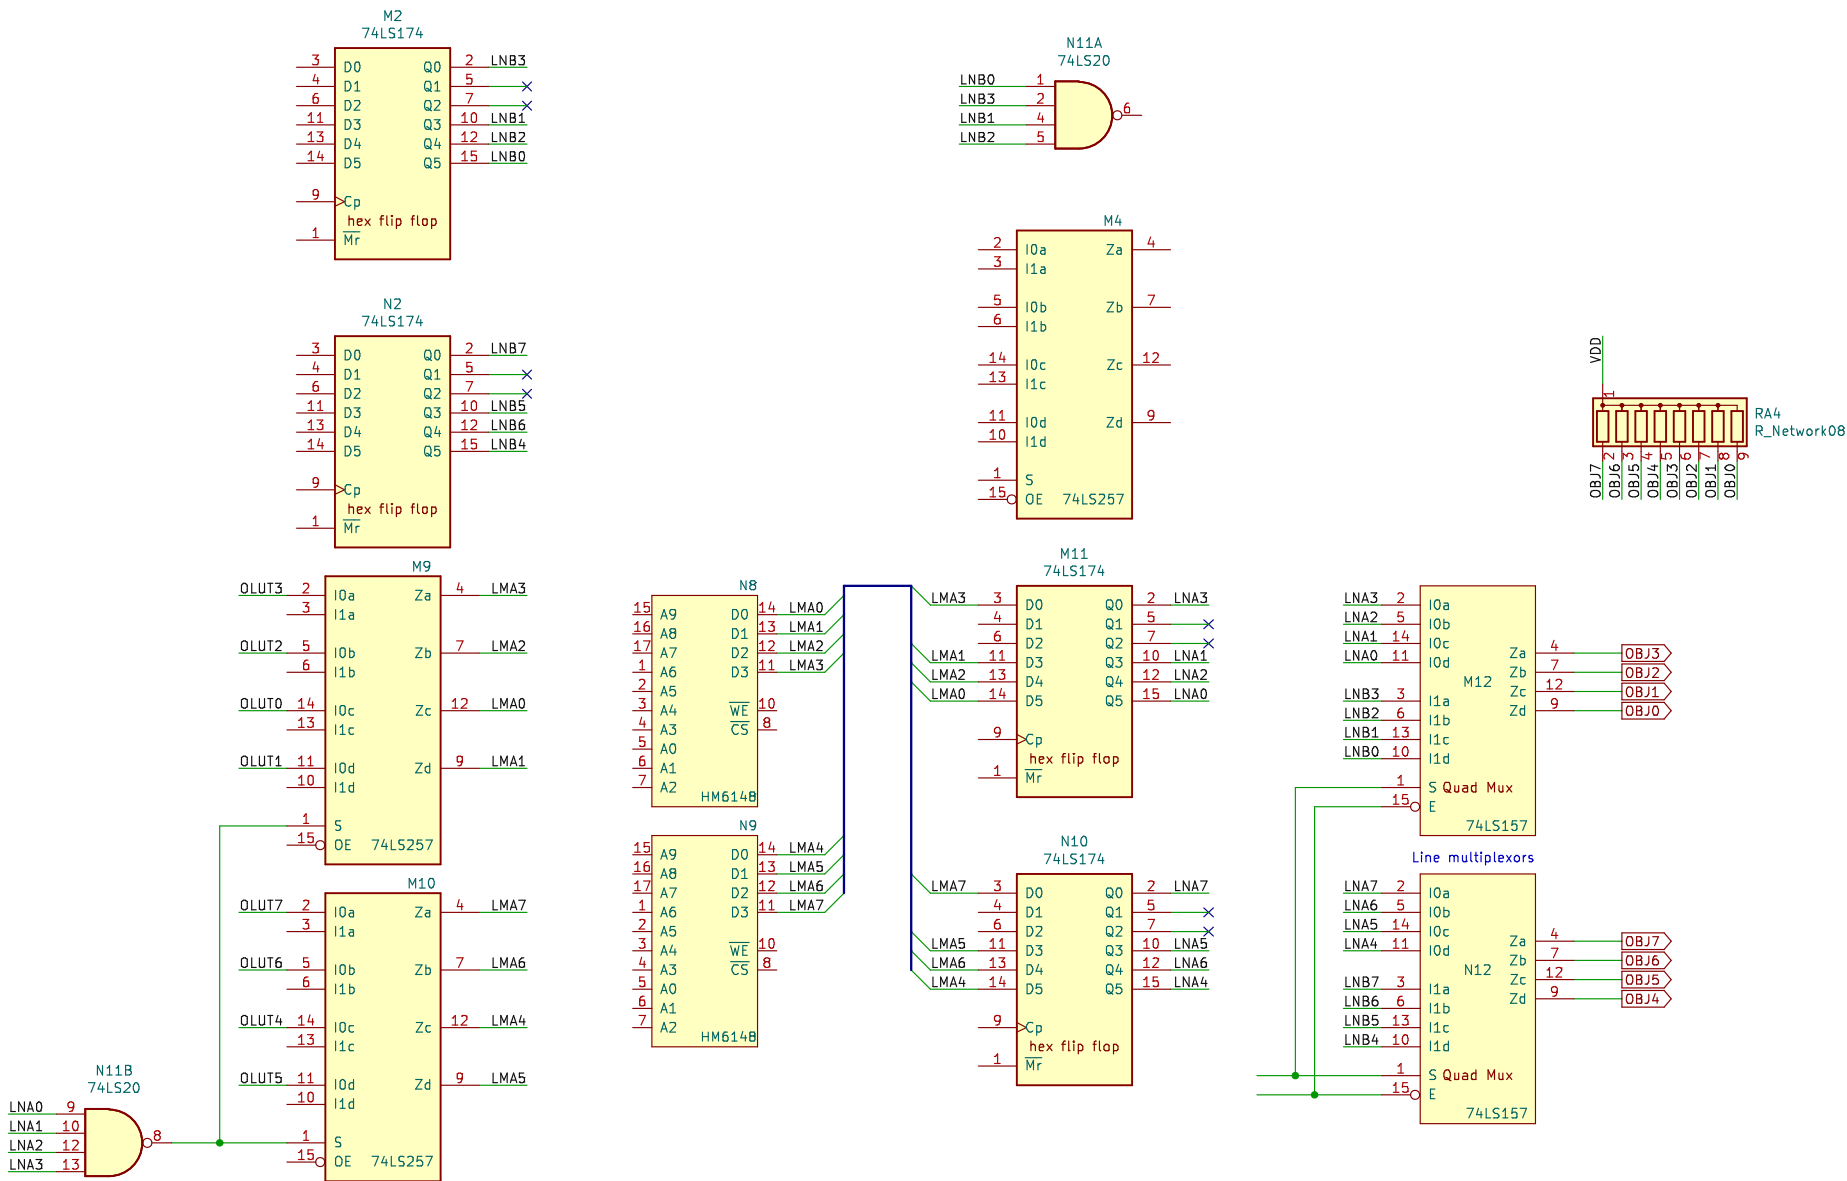 M2
74LS174
3 D0 Q0 2 LNB3
4 D1 Q1 5
6 D2 Q2 7
11 D3 Q3 10 LNB1
13 D4 Q4 12 LNB2
14 D5 Q5 15 LNB0
9 Cp
hex flip flop
1 Mr
N11A
74LS20
LNB0 1
LNB3 2
LNB1 4
LNB2 5
6
N2
74LS174
3 D0 Q0 2 LNB7
4 D1 Q1 5
6 D2 Q2 7
11 D3 Q3 10 LNB5
13 D4 Q4 12 LNB6
14 D5 Q5 15 LNB4
9 Cp
hex flip flop
1 Mr
M4
2 I0a Za 4
3 I1a
5 I0b Zb 7
6 I1b
14 I0c Zc 12
13 I1c
11 I0d Zd 9
10 I1d
1 S
15 OE 74LS257
VDD
1
RA4
R_Network08
2 3 4 5 6 7 8 9
OBJ7 OBJ6 OBJ5 OBJ4 OBJ3 OBJ2 OBJ1 OBJ0
M9
OLUT3 2 I0a Za 4 LMA3
3 I1a
OLUT2 5 I0b Zb 7 LMA2
6 I1b
OLUT0 14 I0c Zc 12 LMA0
13 I1c
OLUT1 11 I0d Zd 9 LMA1
10 I1d
1 S
15 OE 74LS257
N8
15 A9 D0 14 LMA0
16 A8 D1 13 LMA1
17 A7 D2 12 LMA2
1 A6 D3 11 LMA3
2 A5
3 A4 WE 10
4 A3 CS 8
5 A0
6 A1
7 A2
HM6148
M11
74LS174
LMA3 3 D0 Q0 2 LNA3
4 D1 Q1 5
6 D2 Q2 7
LMA1 11 D3 Q3 10 LNA1
LMA2 13 D4 Q4 12 LNA2
LMA0 14 D5 Q5 15 LNA0
9 Cp
hex flip flop
1 Mr
LNA3 2 I0a
LNA2 5 I0b
LNA1 14 I0c
LNA0 11 I0d
Za 4 OBJ3
Zb 7 OBJ2
Zc 12 OBJ1
Zd 9 OBJ0
M12
LNB3 3 I1a
LNB2 6 I1b
LNB1 13 I1c
LNB0 10 I1d
1 S Quad Mux
15 E
74LS157
Line multiplexors
M10
OLUT7 2 I0a Za 4 LMA7
3 I1a
OLUT6 5 I0b Zb 7 LMA6
6 I1b
OLUT4 14 I0c Zc 12 LMA4
13 I1c
OLUT5 11 I0d Zd 9 LMA5
10 I1d
1 S
15 OE 74LS257
N9
15 A9 D0 14 LMA4
16 A8 D1 13 LMA5
17 A7 D2 12 LMA6
1 A6 D3 11 LMA7
2 A5
3 A4 WE 10
4 A3 CS 8
5 A0
6 A1
7 A2
HM6148
N10
74LS174
LMA7 3 D0 Q0 2 LNA7
4 D1 Q1 5
6 D2 Q2 7
LMA5 11 D3 Q3 10 LNA5
LMA6 13 D4 Q4 12 LNA6
LMA4 14 D5 Q5 15 LNA4
9 Cp
hex flip flop
1 Mr
LNA7 2 I0a
LNA6 5 I0b
LNA5 14 I0c
LNA4 11 I0d
Za 4 OBJ7
Zb 7 OBJ6
Zc 12 OBJ5
Zd 9 OBJ4
N12
LNB7 3 I1a
LNB6 6 I1b
LNB5 13 I1c
LNB4 10 I1d
1 S Quad Mux
15 E
74LS157
N11B
74LS20
LNA0 9
LNA1 10
LNA2 12
LNA3 13
8